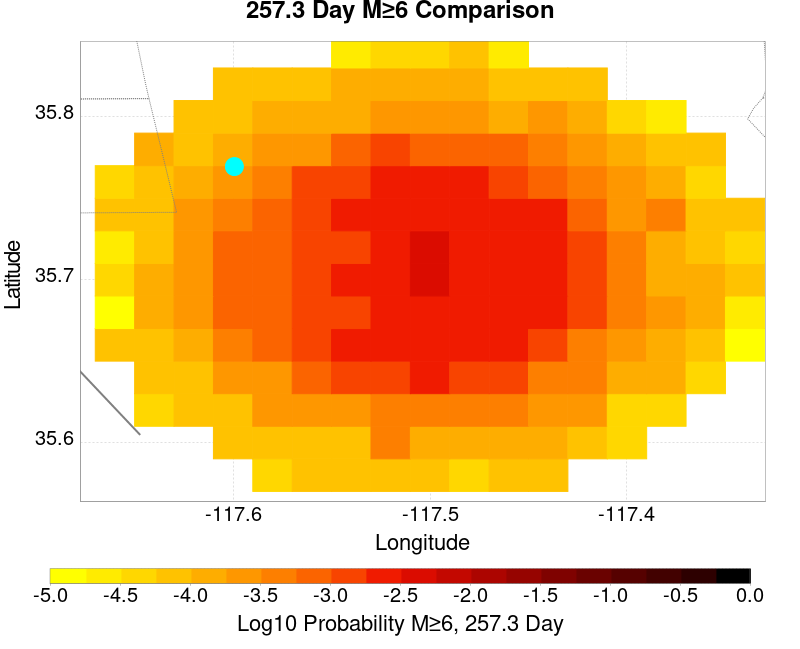 257.3 Day M≥6 Comparison
35.8
35.7
35.6
Latitude
-117.6 -117.5 -117.4
Longitude
-5.0 -4.5 -4.0 -3.5 -3.0 -2.5 -2.0 -1.5 -1.0 -0.5 0.0
Log10 Probability M≥6, 257.3 Day